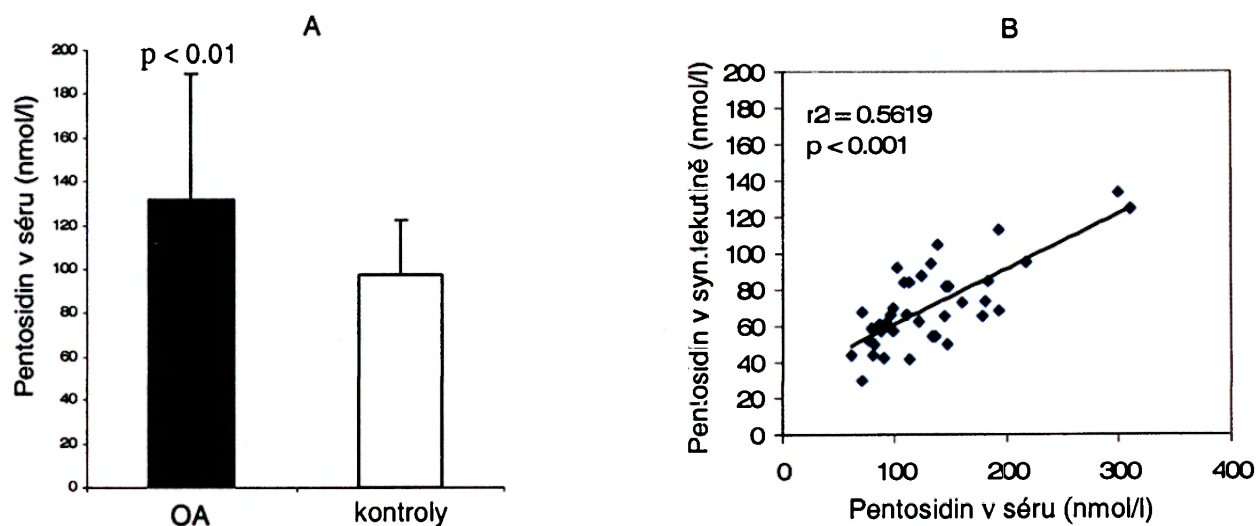 A
p < 0.01
Pentosidin v séru (nmol/l)
200
180
160
140
120
100
80
60
40
20
0
OA
kontroly
B
r2 = 0.5619
p < 0.001
Pentosidin v syn.tekutině (nmol/l)
200
180
160
140
120
100
80
60
40
20
0
0 100 200 300 400
Pentosidin v séru (nmol/l)